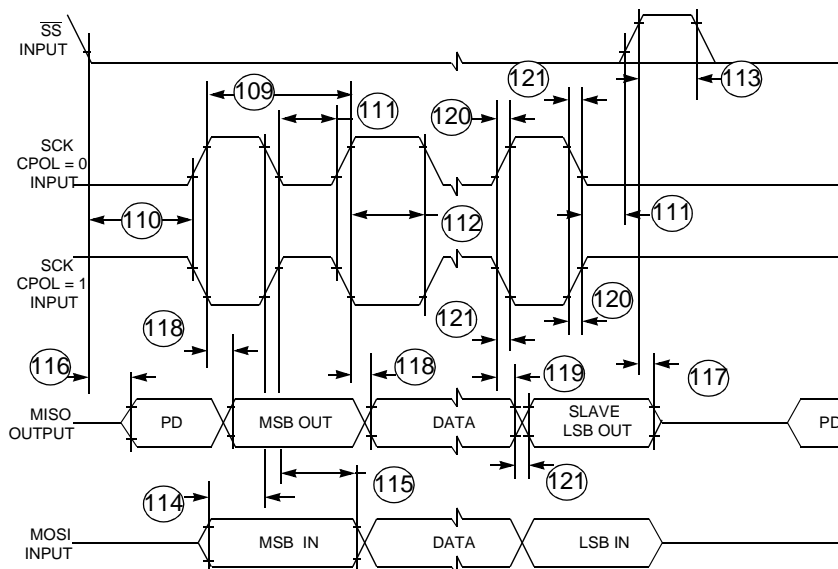 SS
INPUT
121
109
111
120
113
SCK
CPOL = 0
INPUT
110
112
111
SCK
CPOL = 1
INPUT
118
121
120
116
118
119
117
MISO
OUTPUT
PD
MSB OUT
DATA
SLAVE
LSB OUT
PD
114
115
121
MOSI
INPUT
MSB IN
DATA
LSB IN